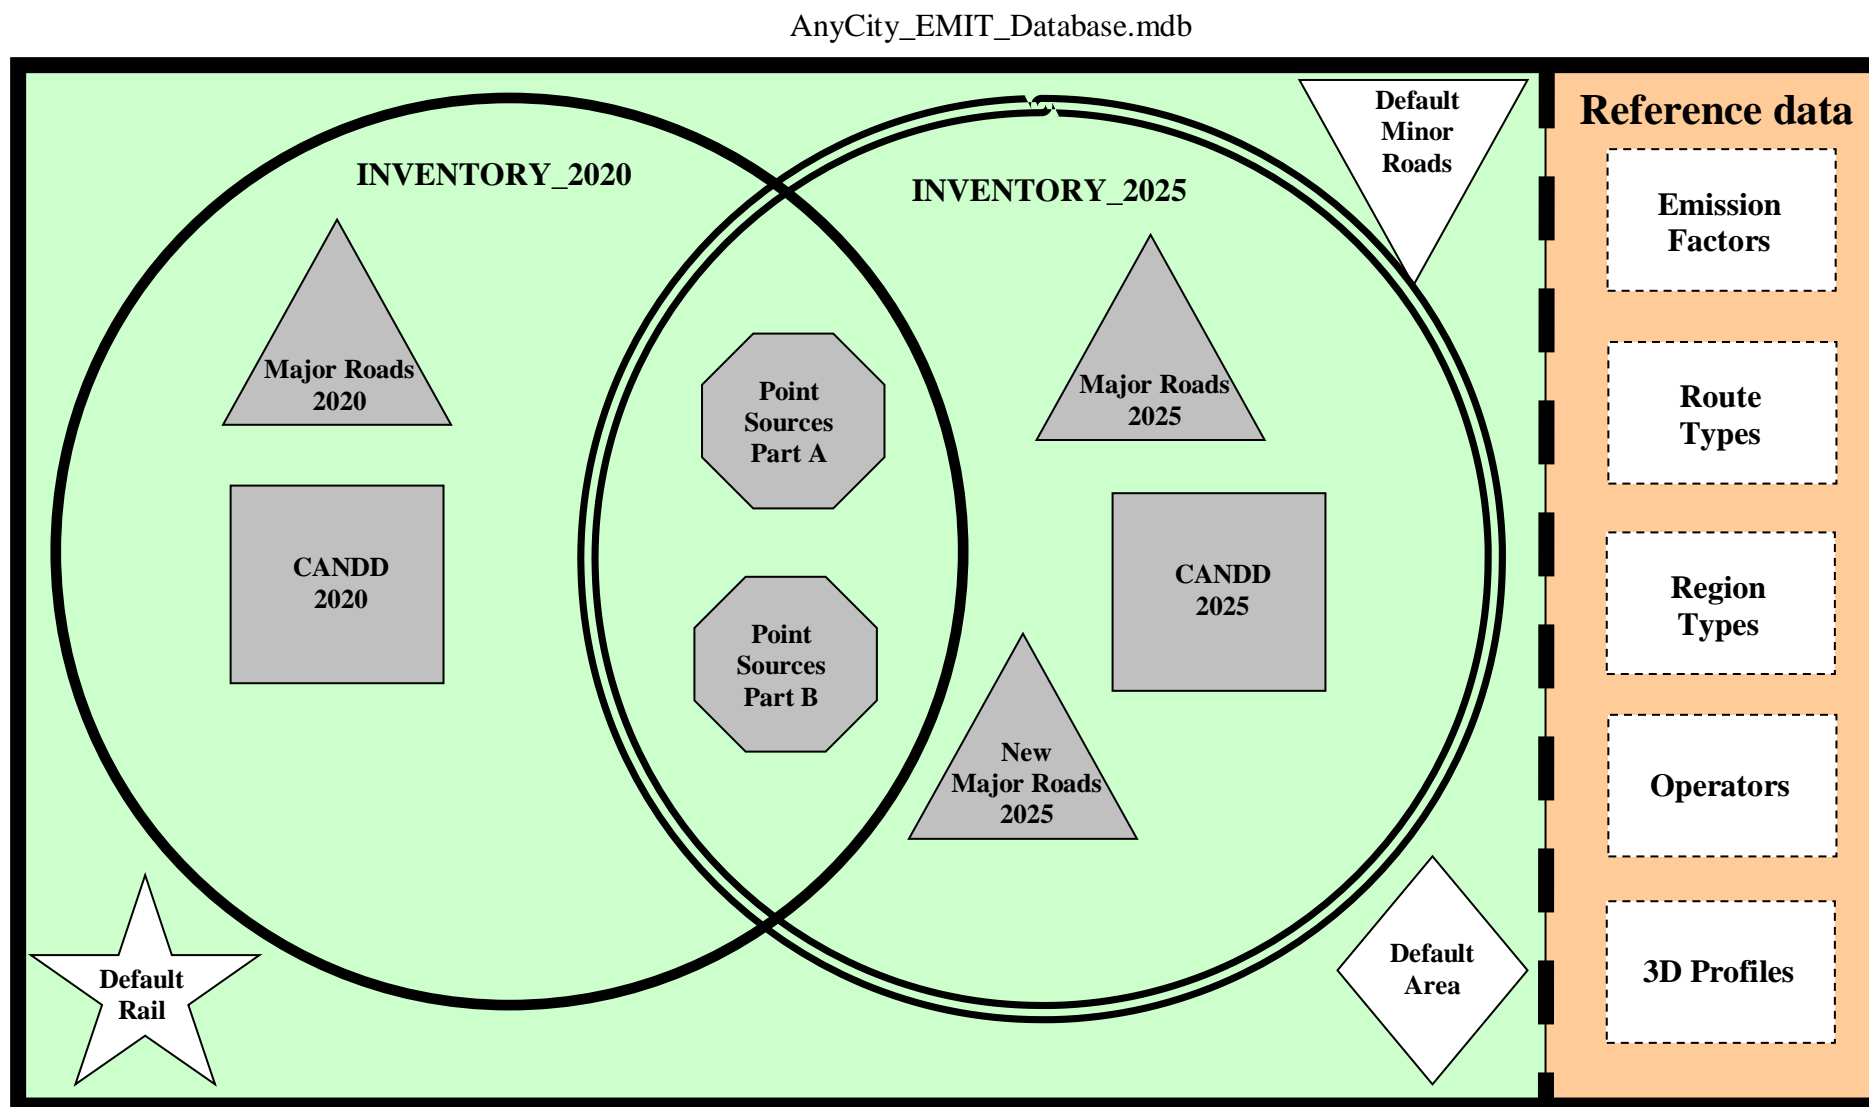 AnyCity_EMIT_Database.mdb
INVENTORY_2020
Major Roads
2020
CANDD
2020
Point
Sources
Part A
Point
Sources
Part B
INVENTORY_2025
Major Roads
2025
CANDD
2025
New
Major Roads
2025
Default
Minor
Roads
Default
Rail
Default
Area
Reference data
Emission
Factors
Route
Types
Region
Types
Operators
3D Profiles